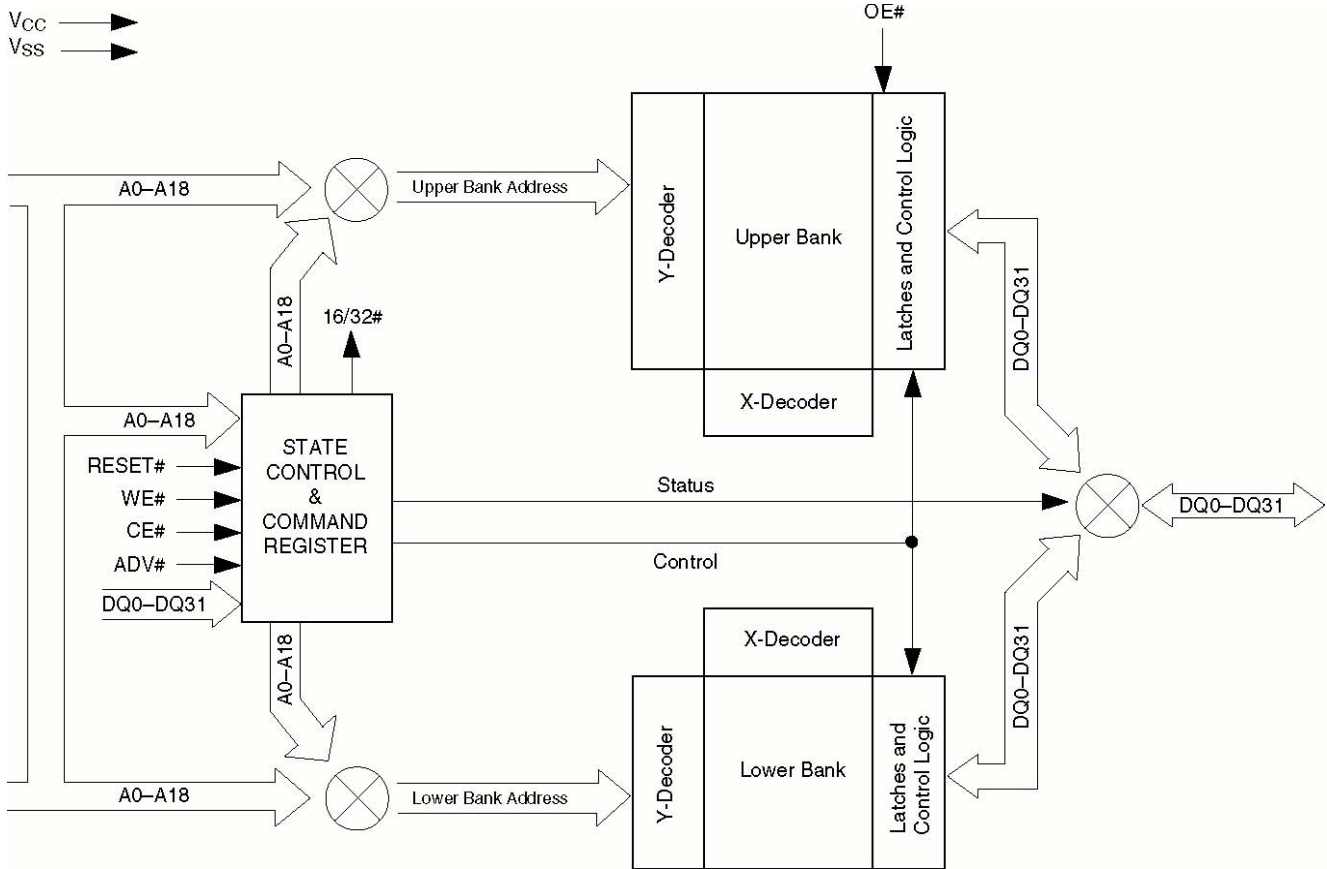 VCC
VSS
OE#
A0–A18
Upper Bank Address
Y-Decoder
Upper Bank
Latches and Control Logic
X-Decoder
DQ0–DQ31
A0–A18
16/32#
A0–A18
RESET#
WE#
CE#
ADV#
DQ0–DQ31
STATE
CONTROL
&
COMMAND
REGISTER
Status
Control
DQ0–DQ31
A0–A18
X-Decoder
DQ0–DQ31
A0–A18
Lower Bank Address
Y-Decoder
Lower Bank
Latches and
Control Logic